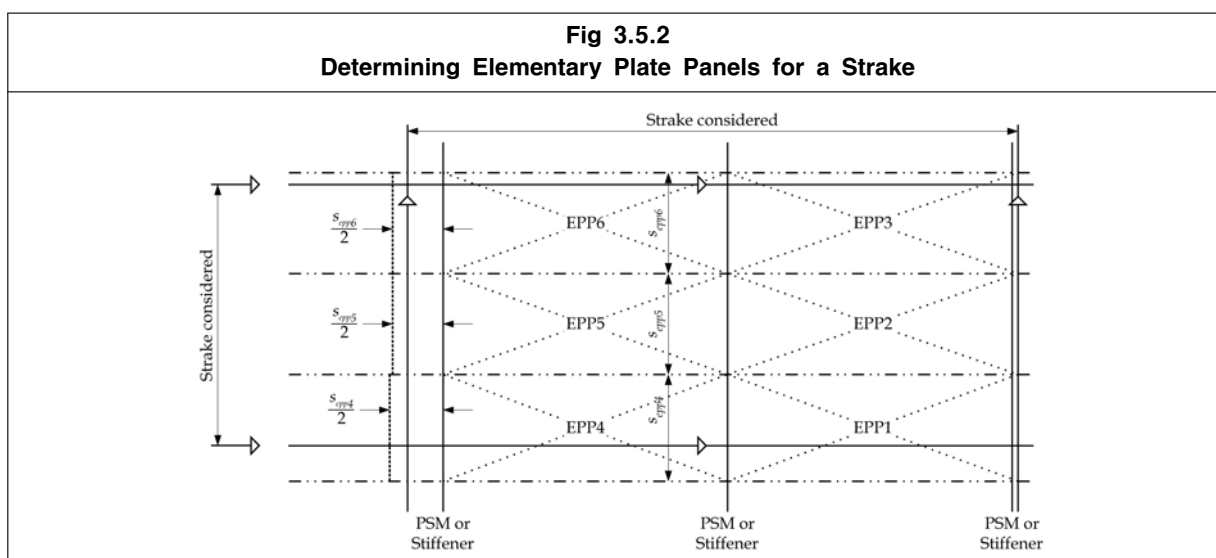 Fig 3.5.2
Determining Elementary Plate Panels for a Strake
Strake considered
Strake considered
s_epp6/2
EPP6
s_epp6
EPP3
s_epp5/2
EPP5
s_epp5
EPP2
s_epp4/2
EPP4
s_epp4
EPP1
PSM or
Stiffener
PSM or
Stiffener
PSM or
Stiffener